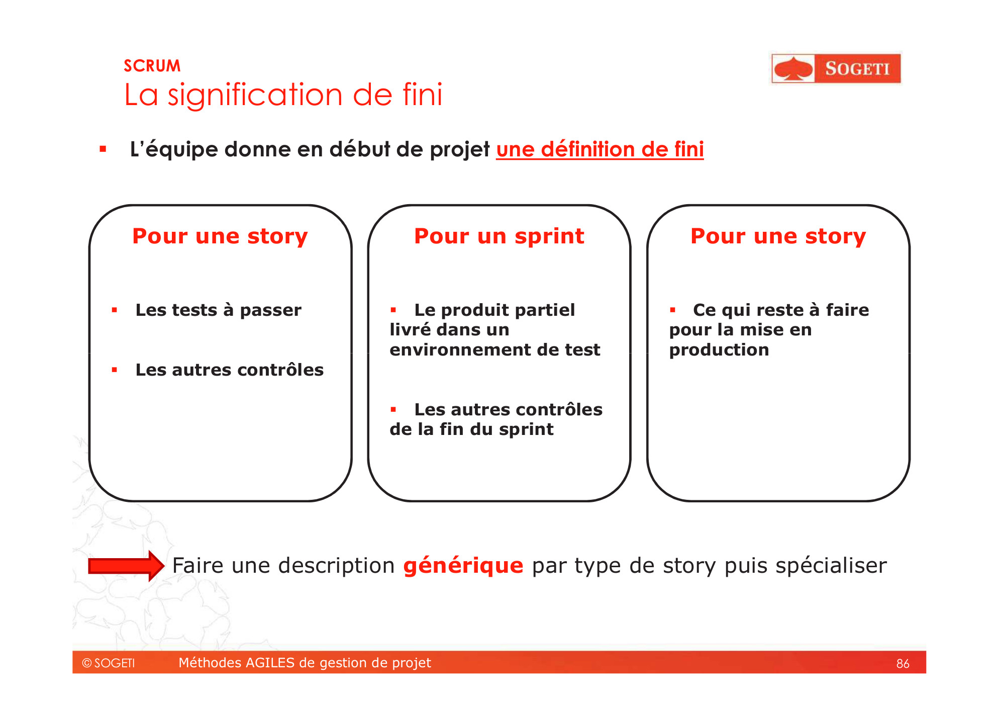 SCRUM
La signification de fini
SOGETI
▪ L’équipe donne en début de projet une définition de fini
Pour une story
▪ Les tests à passer
▪ Les autres contrôles
Pour un sprint
▪ Le produit partiel
livré dans un
environnement de test
▪ Les autres contrôles
de la fin du sprint
Pour une story
▪ Ce qui reste à faire
pour la mise en
production
Faire une description générique par type de story puis spécialiser
© SOGETI Méthodes AGILES de gestion de projet 86